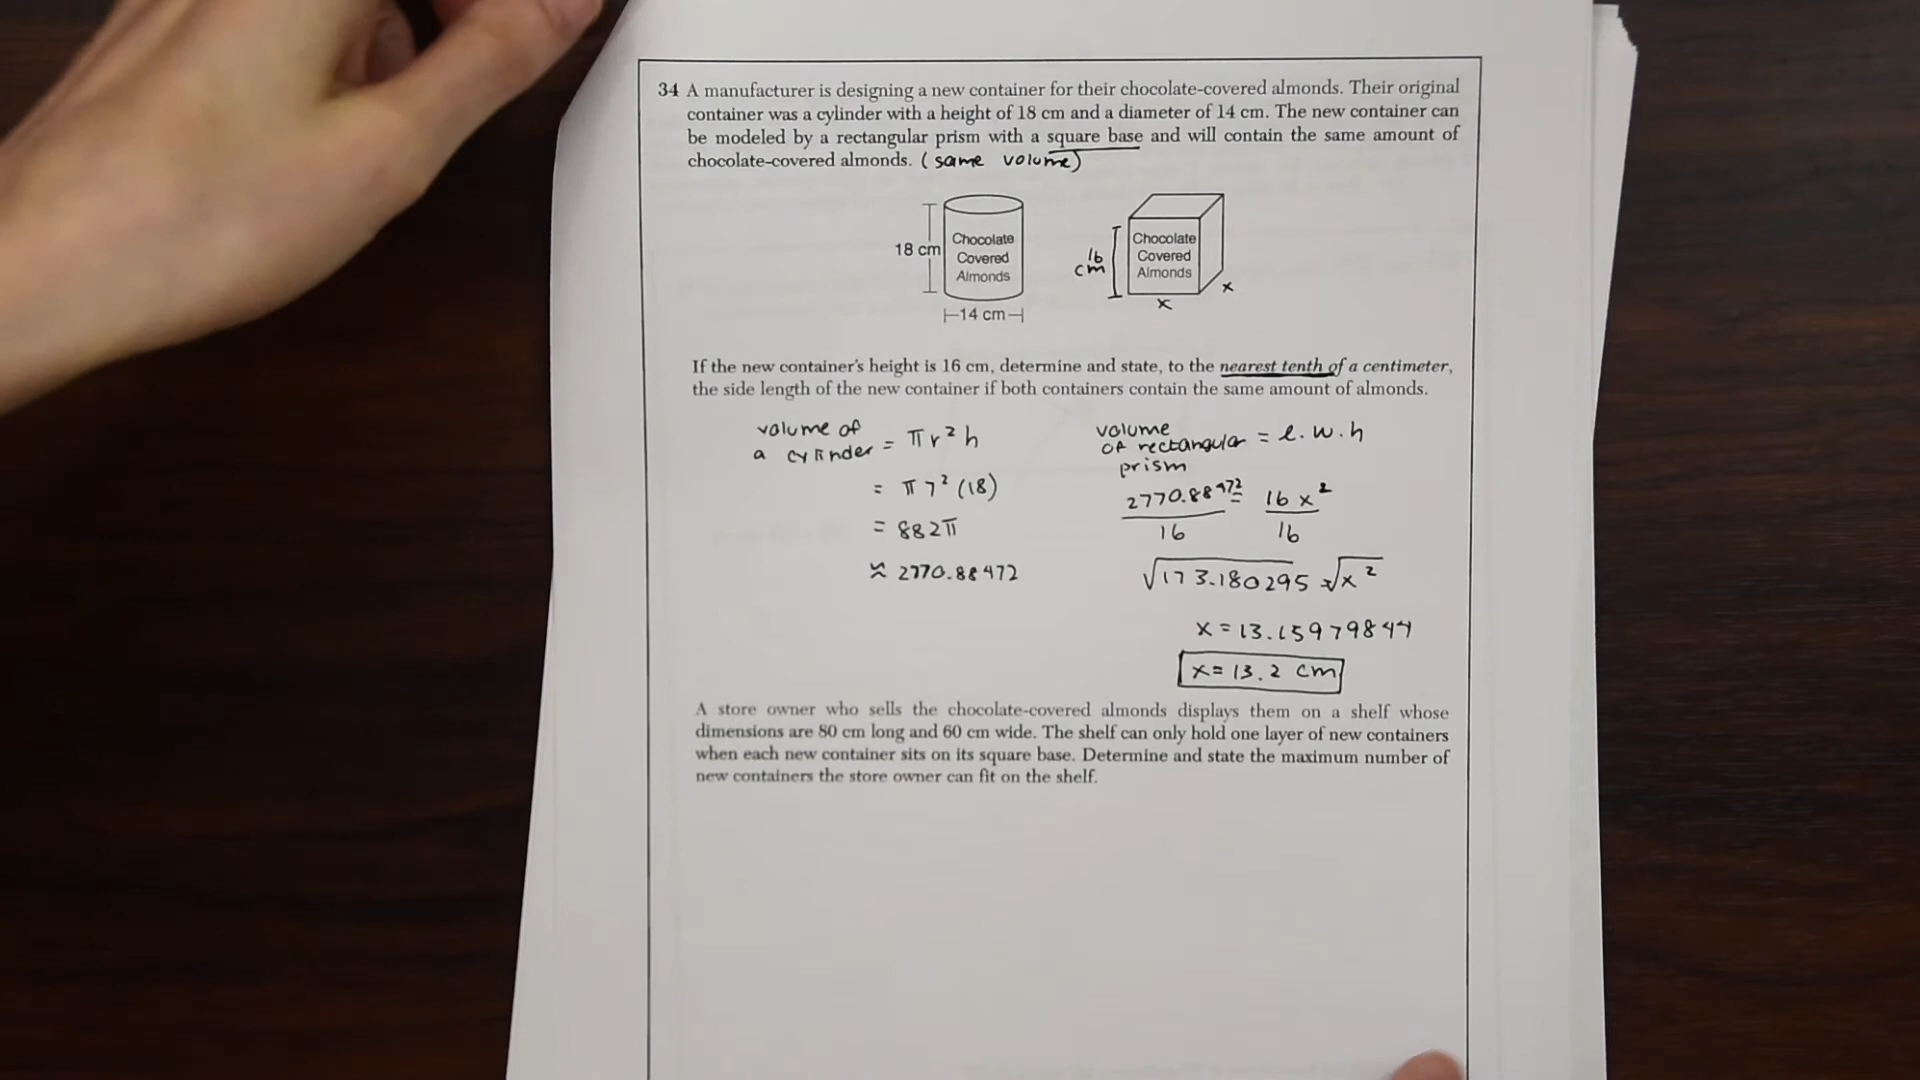 34 A manufacturer is designing a new container for their chocolate-covered almonds. Their original
container was a cylinder with a height of 18 cm and a diameter of 14 cm. The new container can
be modeled by a rectangular prism with a square base and will contain the same amount of
chocolate-covered almonds. (same volume)
18 cm
Chocolate
Covered
Almonds
14 cm
16
cm
Chocolate
Covered
Almonds
x
x
If the new container's height is 16 cm, determine and state, to the nearest tenth of a centimeter,
the side length of the new container if both containers contain the same amount of almonds.
volume of
a cylinder = πr²h
= π7²(18)
= 882π
≈ 2770.88472
volume
of rectangular = l.w.h
prism
2770.88472 = 16x²
16 16
√173.180295 = √x²
x = 13.15979844
x = 13.2 cm
A store owner who sells the chocolate-covered almonds displays them on a shelf whose
dimensions are 80 cm long and 60 cm wide. The shelf can only hold one layer of new containers
when each new container sits on its square base. Determine and state the maximum number of
new containers the store owner can fit on the shelf.